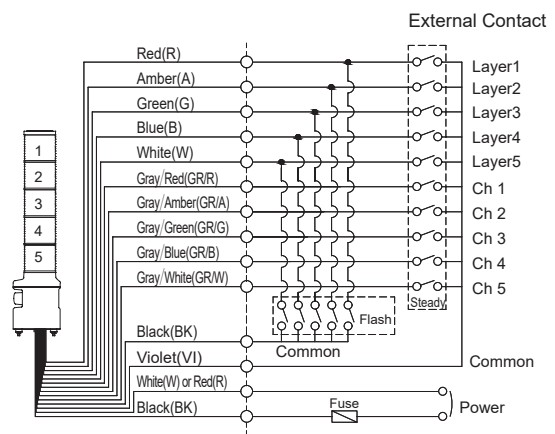 External Contact
Red(R)
Layer1
Amber(A)
Layer2
Green(G)
Layer3
Blue(B)
Layer4
White(W)
Layer5
Gray/Red(GR/R)
Ch 1
Gray/Amber(GR/A)
Ch 2
Gray/Green(GR/G)
Ch 3
Gray/Blue(GR/B)
Ch 4
Gray/White(GR/W)
Ch 5
1
2
3
4
5
Steady
Flash
Black(BK)
Common
Violet(VI)
Common
White(W) or Red(R)
Black(BK)
Fuse
Power